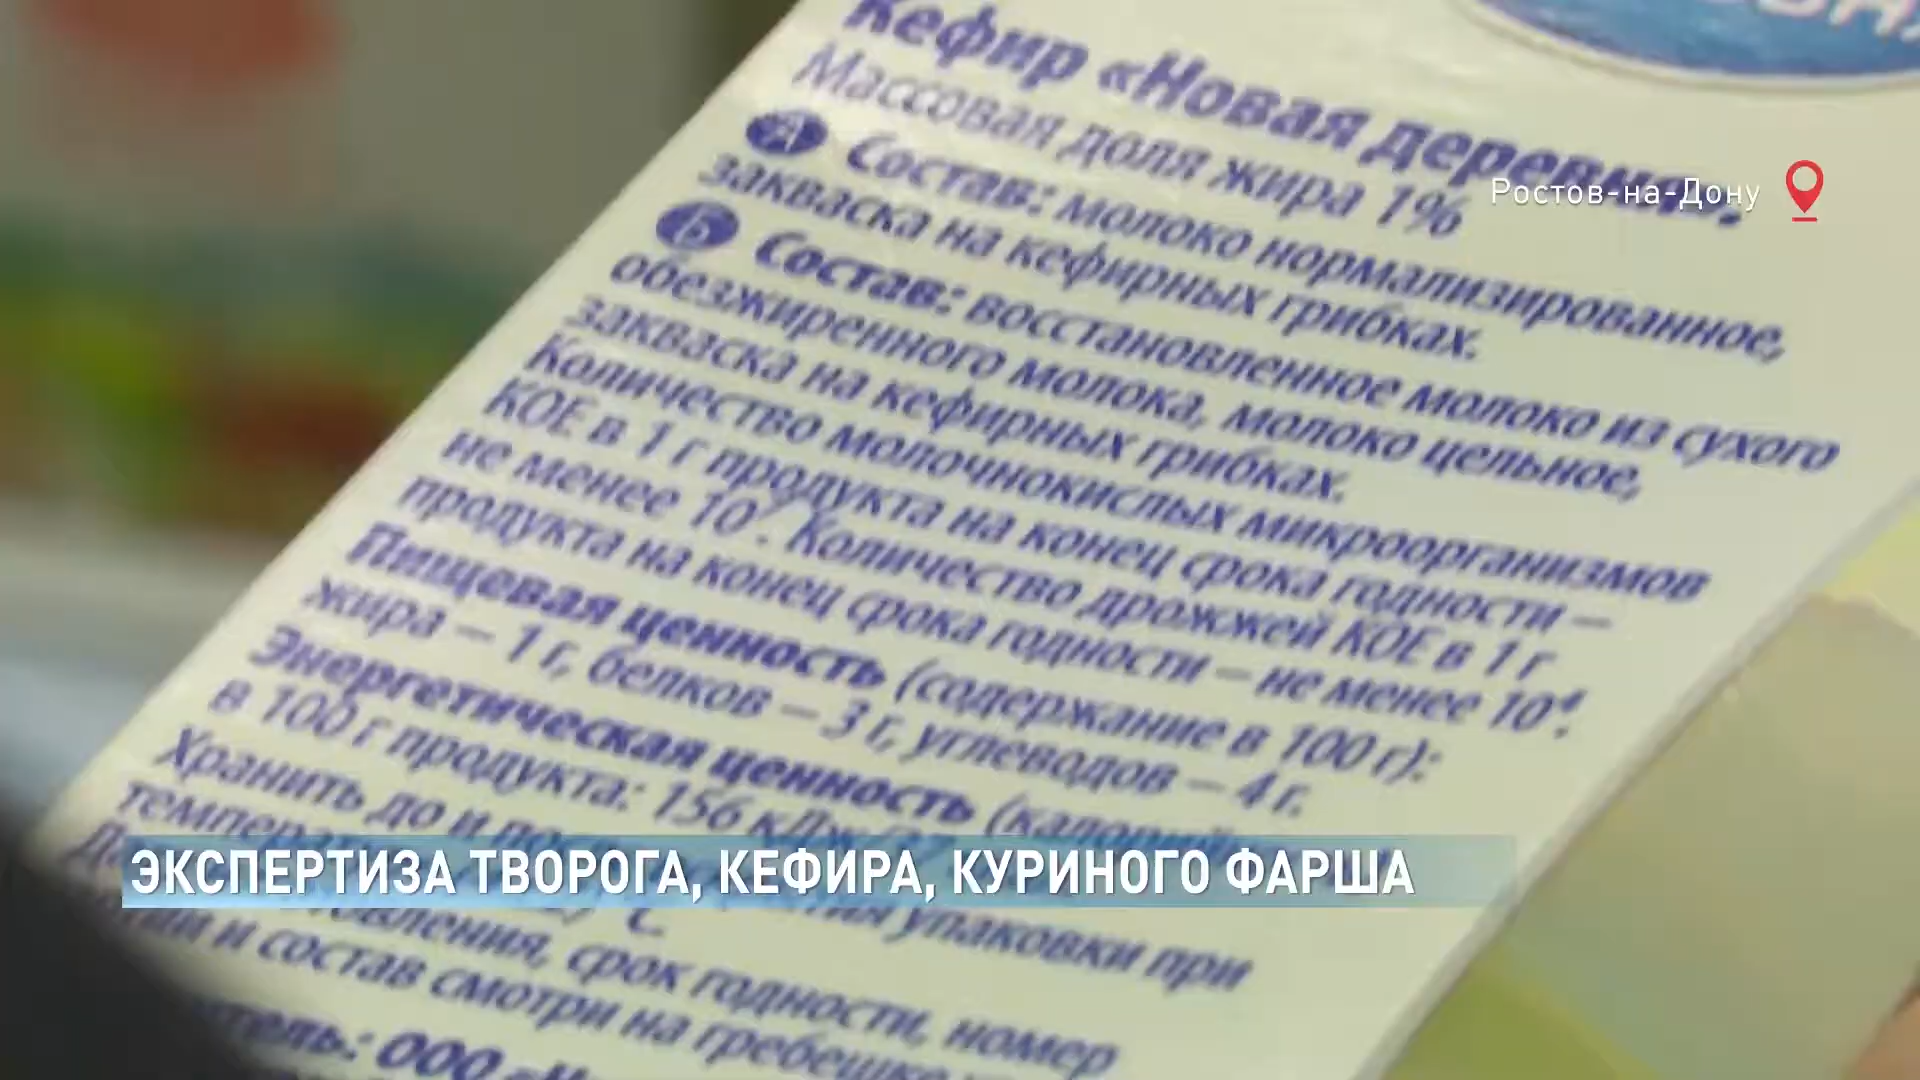 Кефир «Новая деревня».
Массовая доля жира 1%
Ростов-на-Дону
А Состав: молоко нормализированное,
закваска на кефирных грибках.
Б Состав: восстановленное молоко из сухого
обезжиренного молока, молоко цельное,
закваска на кефирных грибках.
Количество молочнокислых микроорганизмов
КОЕ в 1 г продукта на конец срока годности —
не менее 10⁷. Количество дрожжей КОЕ в 1 г
продукта на конец срока годности — не менее 10⁴.
Пищевая ценность (содержание в 100 г):
жира — 1 г, белков — 3 г, углеводов — 4 г.
Энергетическая ценность
в 100 г продукта: 156 кДж/37
Хранить до и
упаковки при
°C.
ЭКСПЕРТИЗА ТВОРОГА, КЕФИРА, КУРИНОГО ФАРША
срок годности, номер
и состав смотри на гребешке
ООО